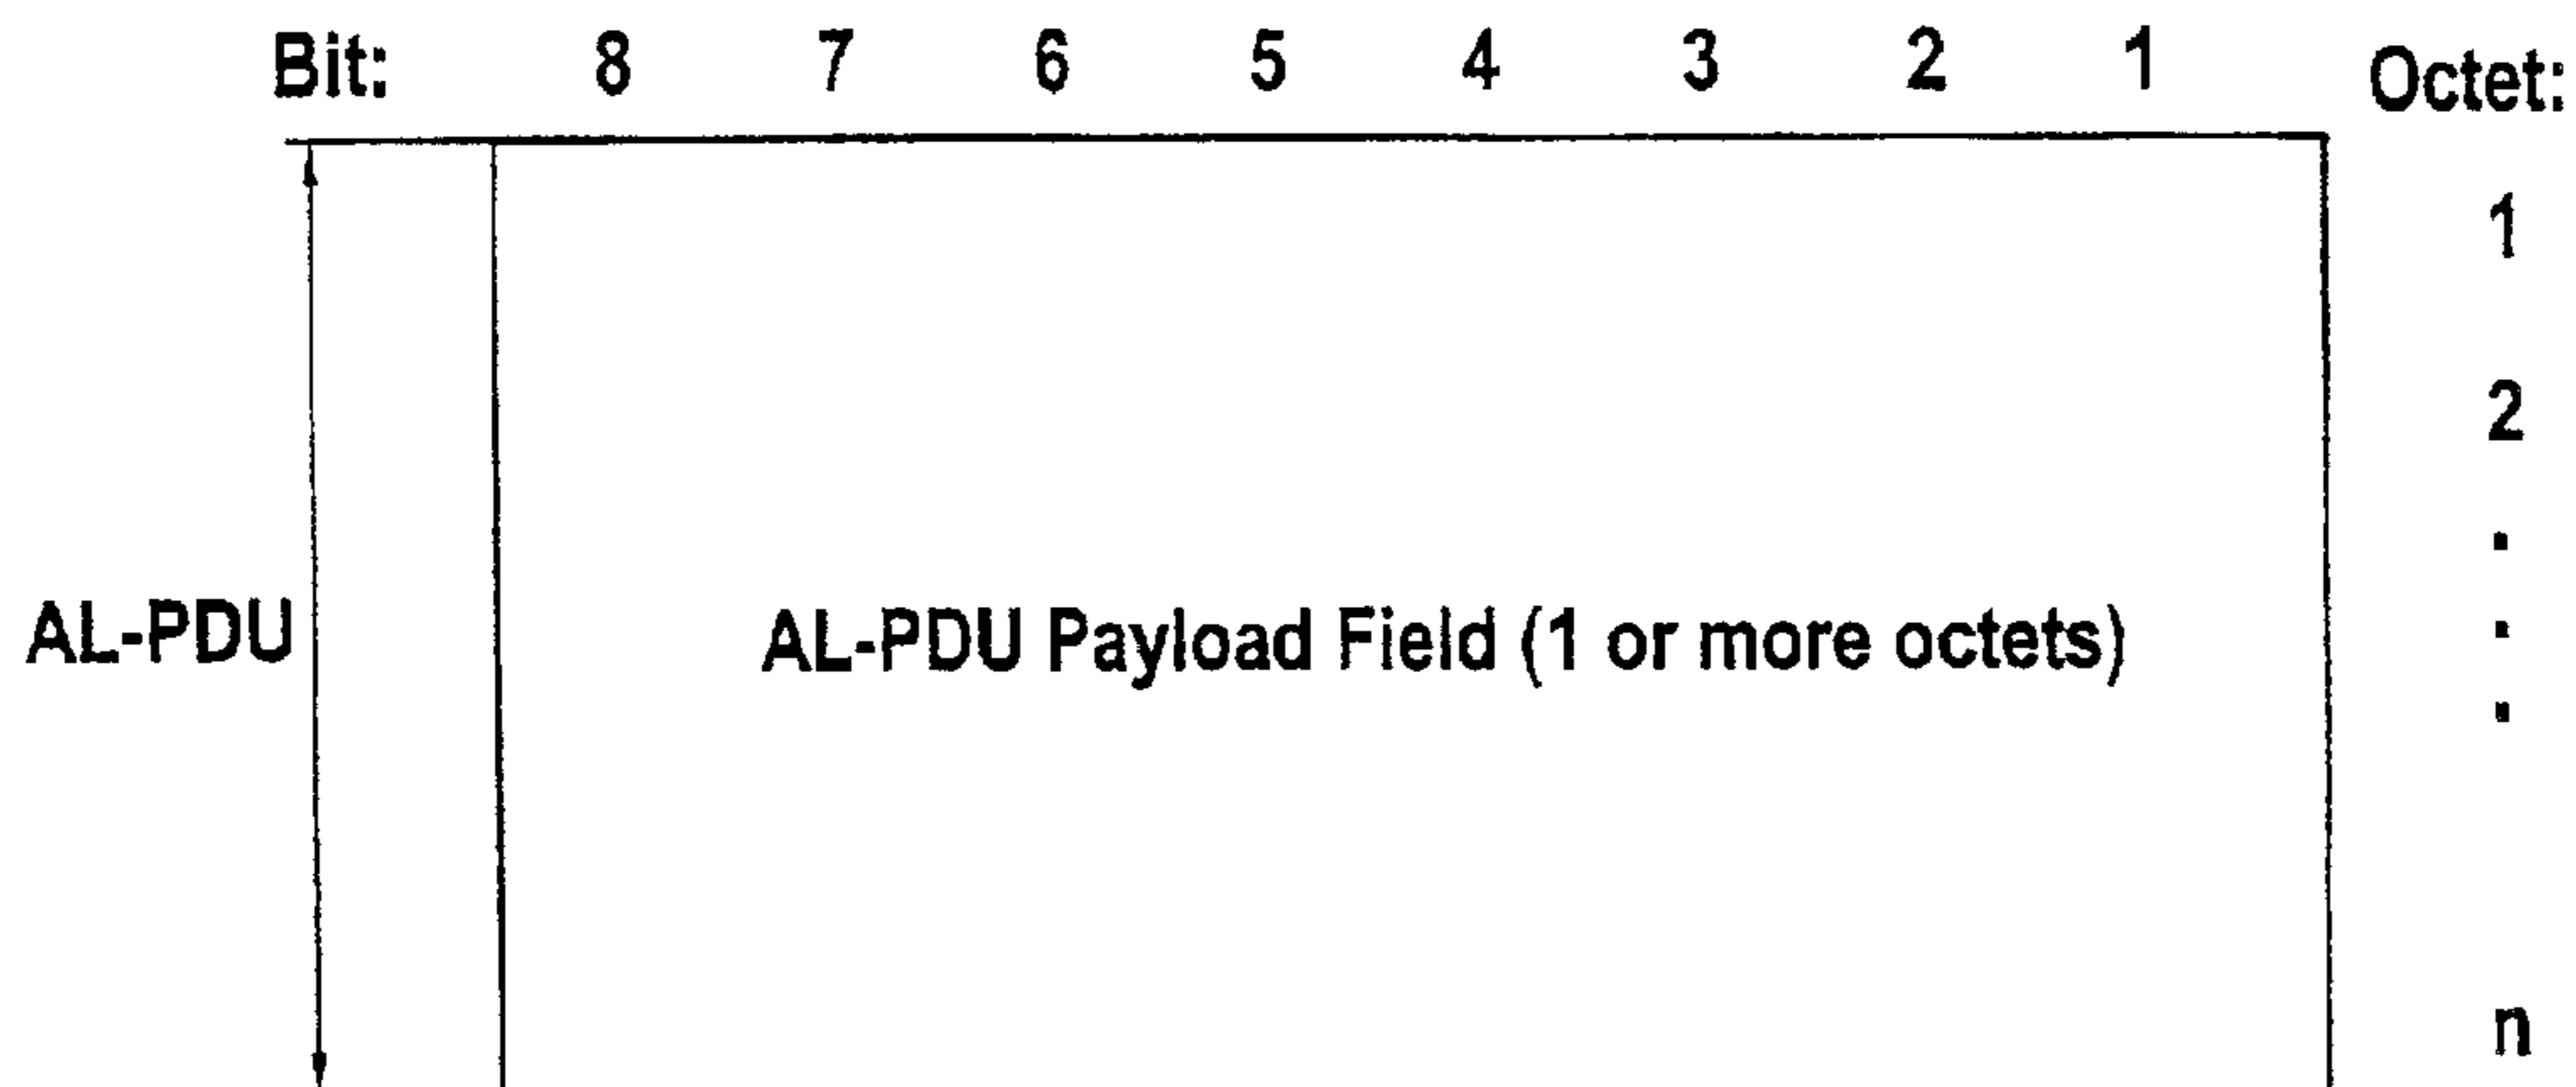 Bit: 8 7 6 5 4 3 2 1 Octet:
1
2
.
.
.
AL-PDU AL-PDU Payload Field (1 or more octets)
n